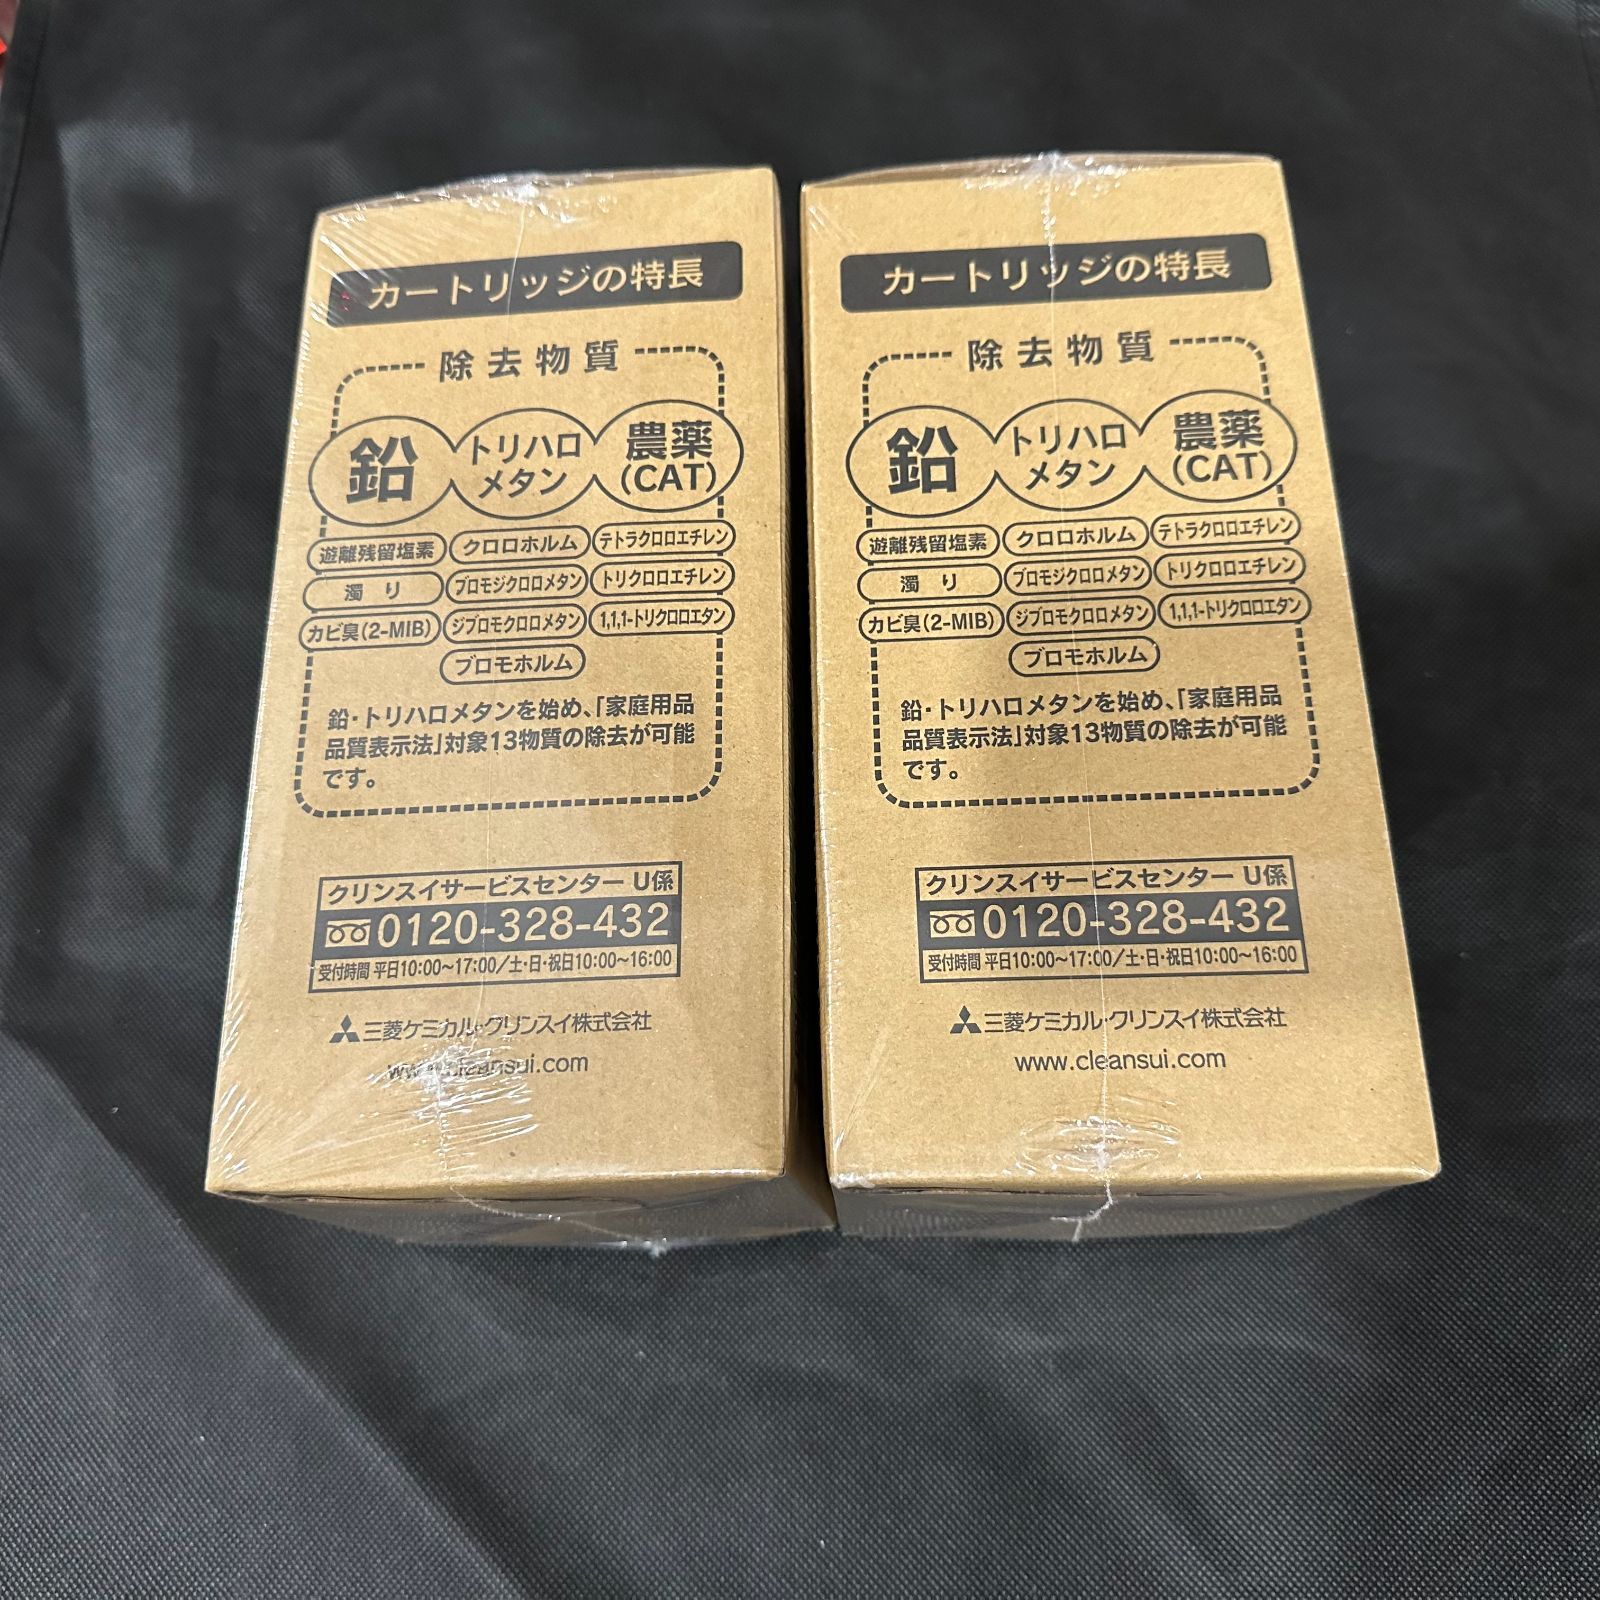 カートリッジの特長
除去物質
鉛
トリハロ
メタン
農薬
(CAT)
遊離残留塩素 クロロホルム テトラクロロエチレン
濁り ブロモジクロロメタン トリクロロエチレン
カビ臭(2-MIB) ジブロモクロロメタン 1,1,1-トリクロロエタン
ブロモホルム
鉛・トリハロメタンを始め、「家庭用品
品質表示法」対象13物質の除去が可能
です。
クリンスイサービスセンター U係
0120-328-432
受付時間 平日10:00～17:00/土・日・祝日10:00～16:00
三菱ケミカル・クリンスイ株式会社
www.cleansui.com
カートリッジの特長
除去物質
鉛
トリハロ
メタン
農薬
(CAT)
遊離残留塩素 クロロホルム テトラクロロエチレン
濁り ブロモジクロロメタン トリクロロエチレン
カビ臭(2-MIB) ジブロモクロロメタン 1,1,1-トリクロロエタン
ブロモホルム
鉛・トリハロメタンを始め、「家庭用品
品質表示法」対象13物質の除去が可能
です。
クリンスイサービスセンター U係
0120-328-432
受付時間 平日10:00～17:00/土・日・祝日10:00～16:00
三菱ケミカル・クリンスイ株式会社
www.cleansui.com